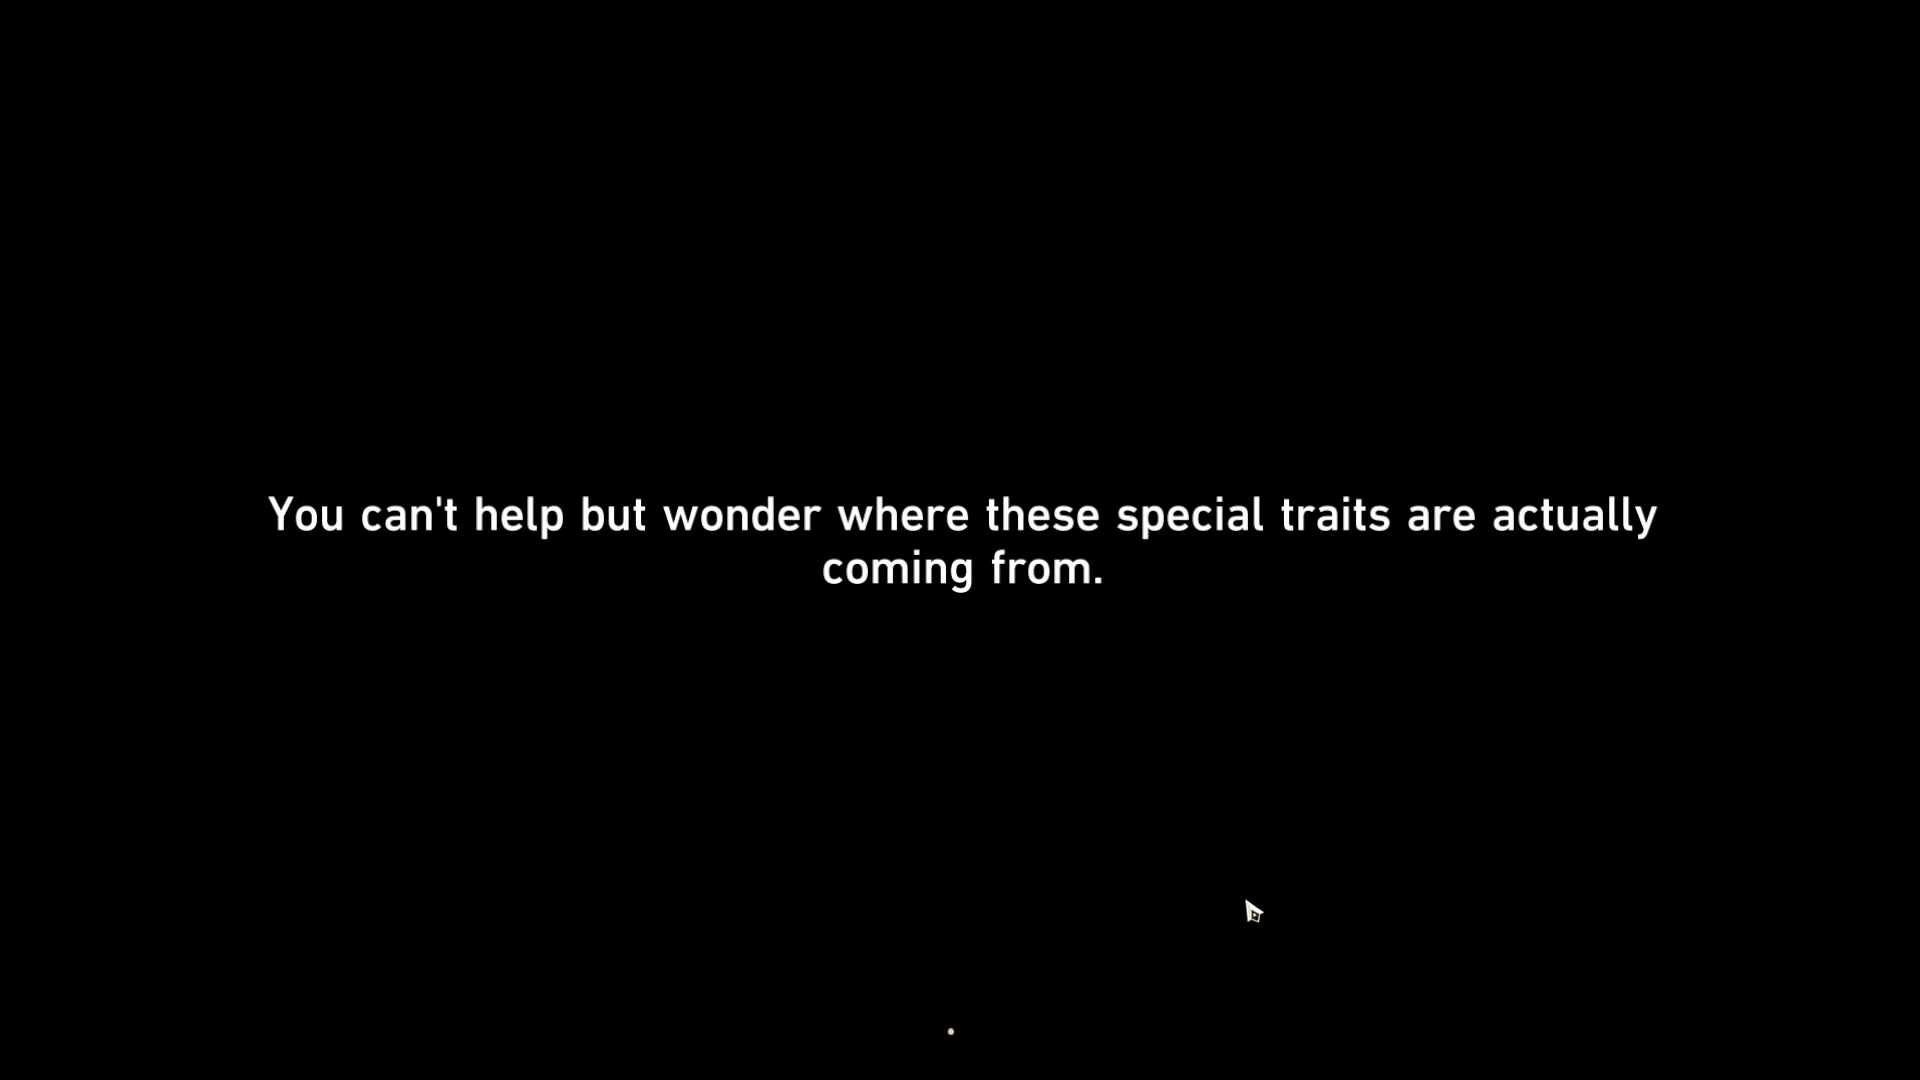 You can't help but wonder where these special traits are actually
coming from.